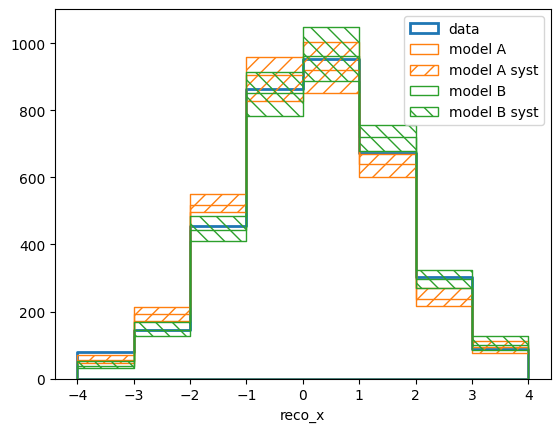 1000
800
600
400
200
0
data
model A
model A syst
model B
model B syst
−4 −3 −2 −1 0 1 2 3 4
reco_x